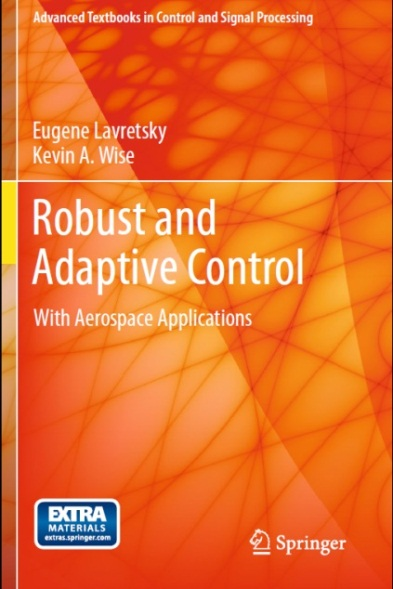 Advanced Textbooks in Control and Signal Processing
Eugene Lavretsky
Kevin A. Wise
Robust and
Adaptive Control
With Aerospace Applications
EXTRA
MATERIALS
extras.springer.com
Springer